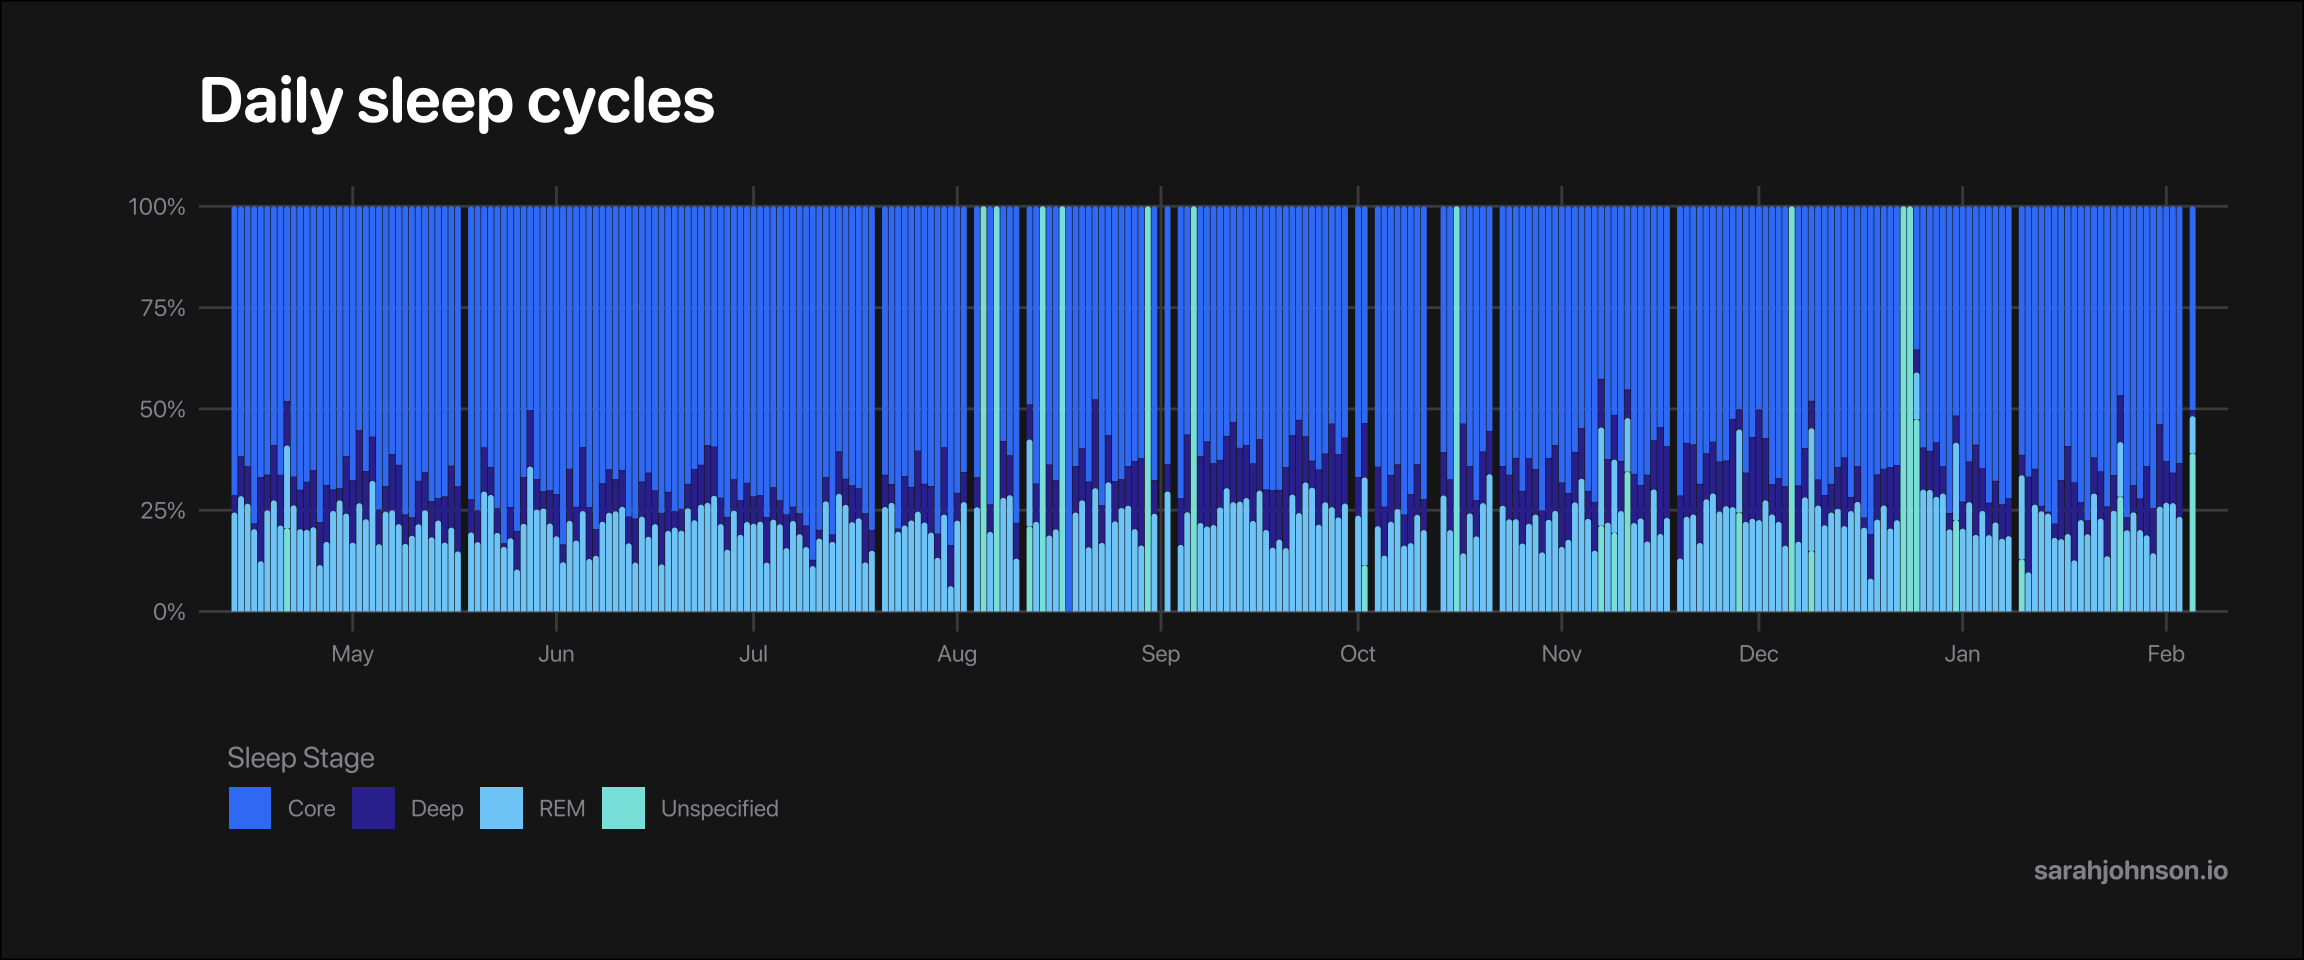 Daily sleep cycles
100%
75%
50%
25%
0%
May Jun Jul Aug Sep Oct Nov Dec Jan Feb
Sleep Stage
Core Deep REM Unspecified
sarahjohnson.io